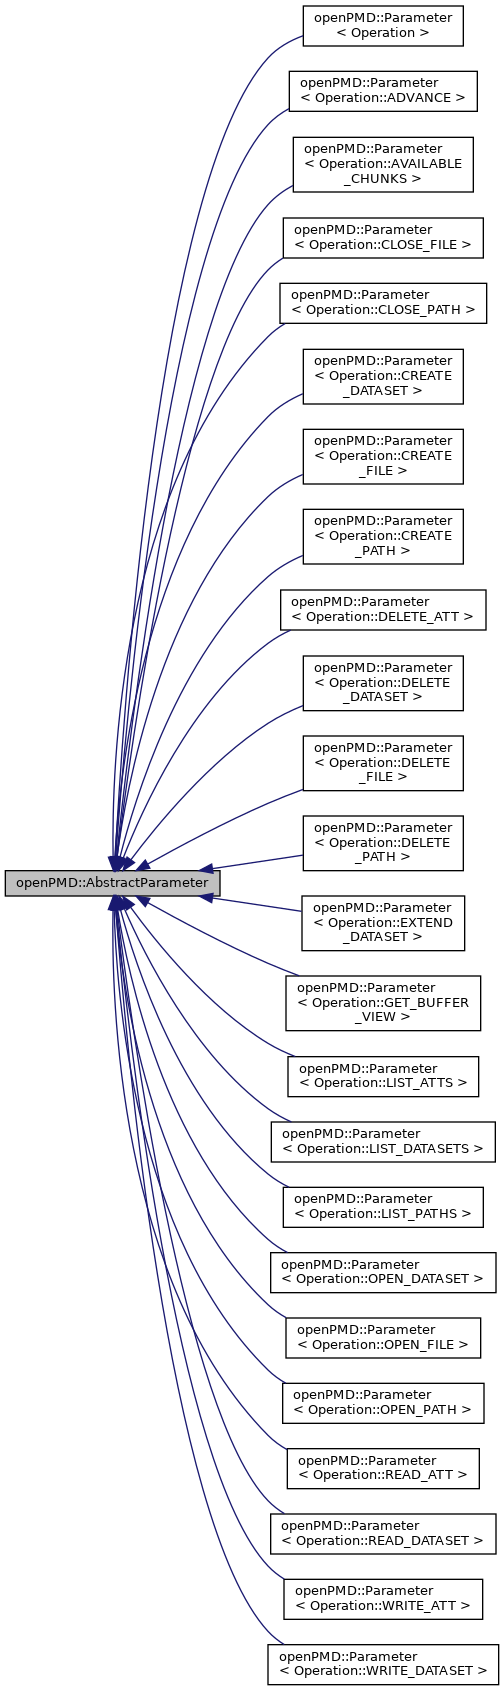 openPMD::Parameter
< Operation >
openPMD::Parameter
< Operation::ADVANCE >
openPMD::Parameter
< Operation::AVAILABLE
_CHUNKS >
openPMD::Parameter
< Operation::CLOSE_FILE >
openPMD::Parameter
< Operation::CLOSE_PATH >
openPMD::Parameter
< Operation::CREATE
_DATASET >
openPMD::Parameter
< Operation::CREATE
_FILE >
openPMD::Parameter
< Operation::CREATE
_PATH >
openPMD::Parameter
< Operation::DELETE_ATT >
openPMD::Parameter
< Operation::DELETE
_DATASET >
openPMD::Parameter
< Operation::DELETE
_FILE >
openPMD::Parameter
< Operation::DELETE
_PATH >
openPMD::AbstractParameter
openPMD::Parameter
< Operation::EXTEND
_DATASET >
openPMD::Parameter
< Operation::GET_BUFFER
_VIEW >
openPMD::Parameter
< Operation::LIST_ATTS >
openPMD::Parameter
< Operation::LIST_DATASETS >
openPMD::Parameter
< Operation::LIST_PATHS >
openPMD::Parameter
< Operation::OPEN_DATASET >
openPMD::Parameter
< Operation::OPEN_FILE >
openPMD::Parameter
< Operation::OPEN_PATH >
openPMD::Parameter
< Operation::READ_ATT >
openPMD::Parameter
< Operation::READ_DATASET >
openPMD::Parameter
< Operation::WRITE_ATT >
openPMD::Parameter
< Operation::WRITE_DATASET >